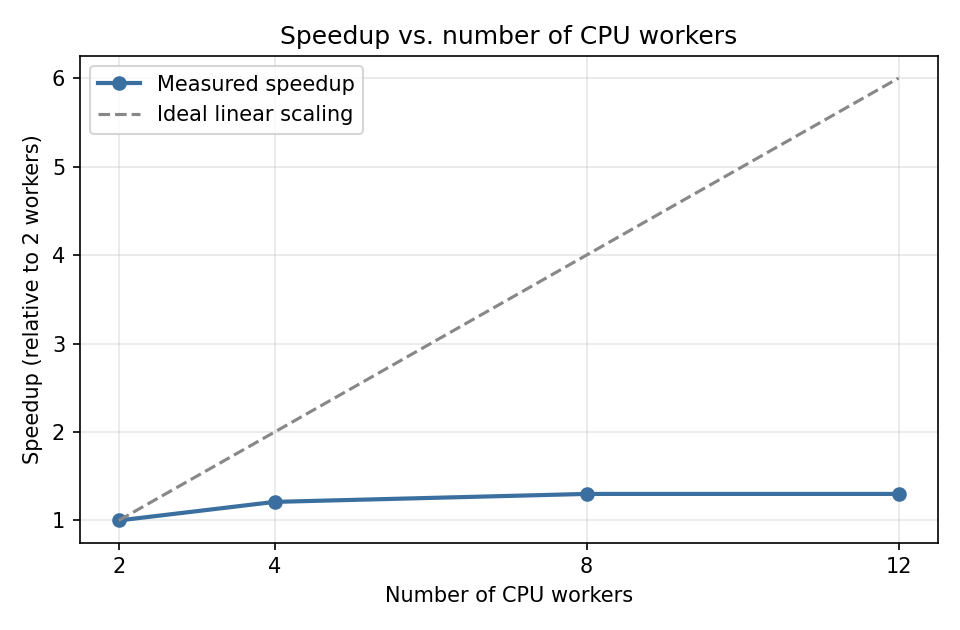 Speedup vs. number of CPU workers
Measured speedup
Ideal linear scaling
Speedup (relative to 2 workers)
6
5
4
3
2
1
2 4 8 12
Number of CPU workers